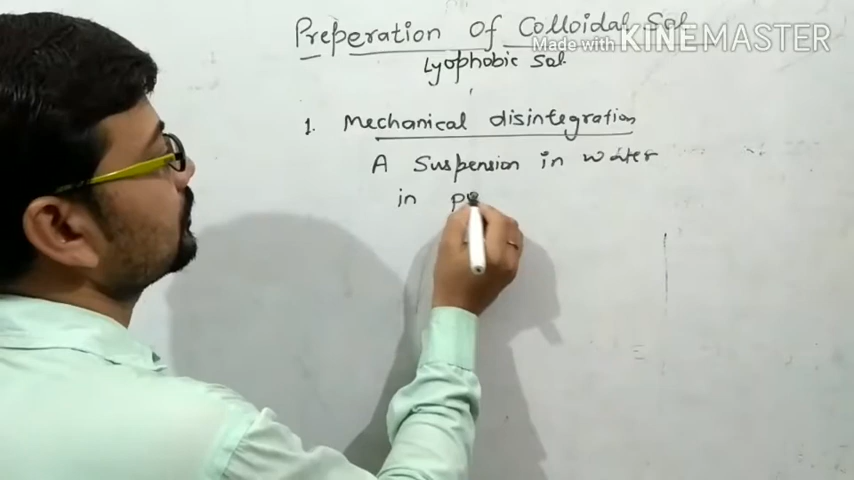 Preperation Of Colloidal Sol
Made with KINEMASTER
Lyophobic Sol.
1. Mechanical disintegration
A Suspension in water
in